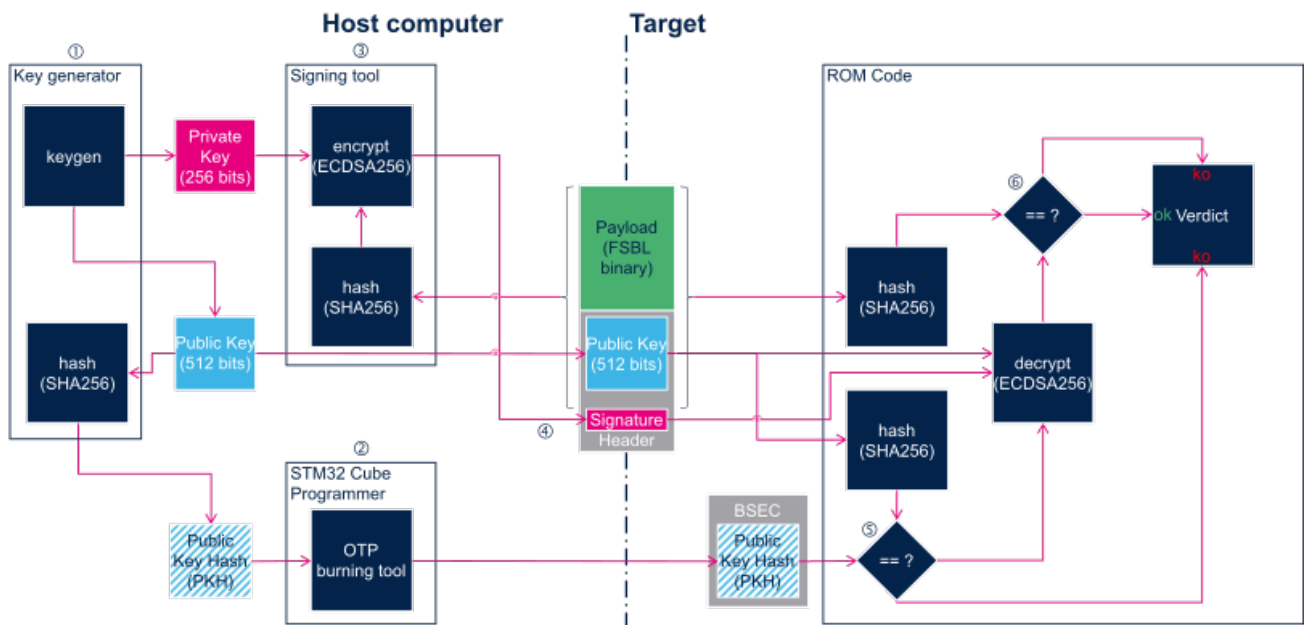 Host computer
Target
①
Key generator
keygen
Private
Key
(256 bits)
③
Signing tool
encrypt
(ECDSA256)
hash
(SHA256)
hash
(SHA256)
Public Key
(512 bits)
Payload
(FSBL
binary)
Public Key
(512 bits)
Signature
Header
④
②
STM32 Cube
Programmer
OTP
burning tool
Public
Key Hash
(PKH)
BSEC
Public
Key Hash
(PKH)
ROM Code
hash
(SHA256)
hash
(SHA256)
⑤
== ?
decrypt
(ECDSA256)
⑥
== ?
ko
ok Verdict
ko